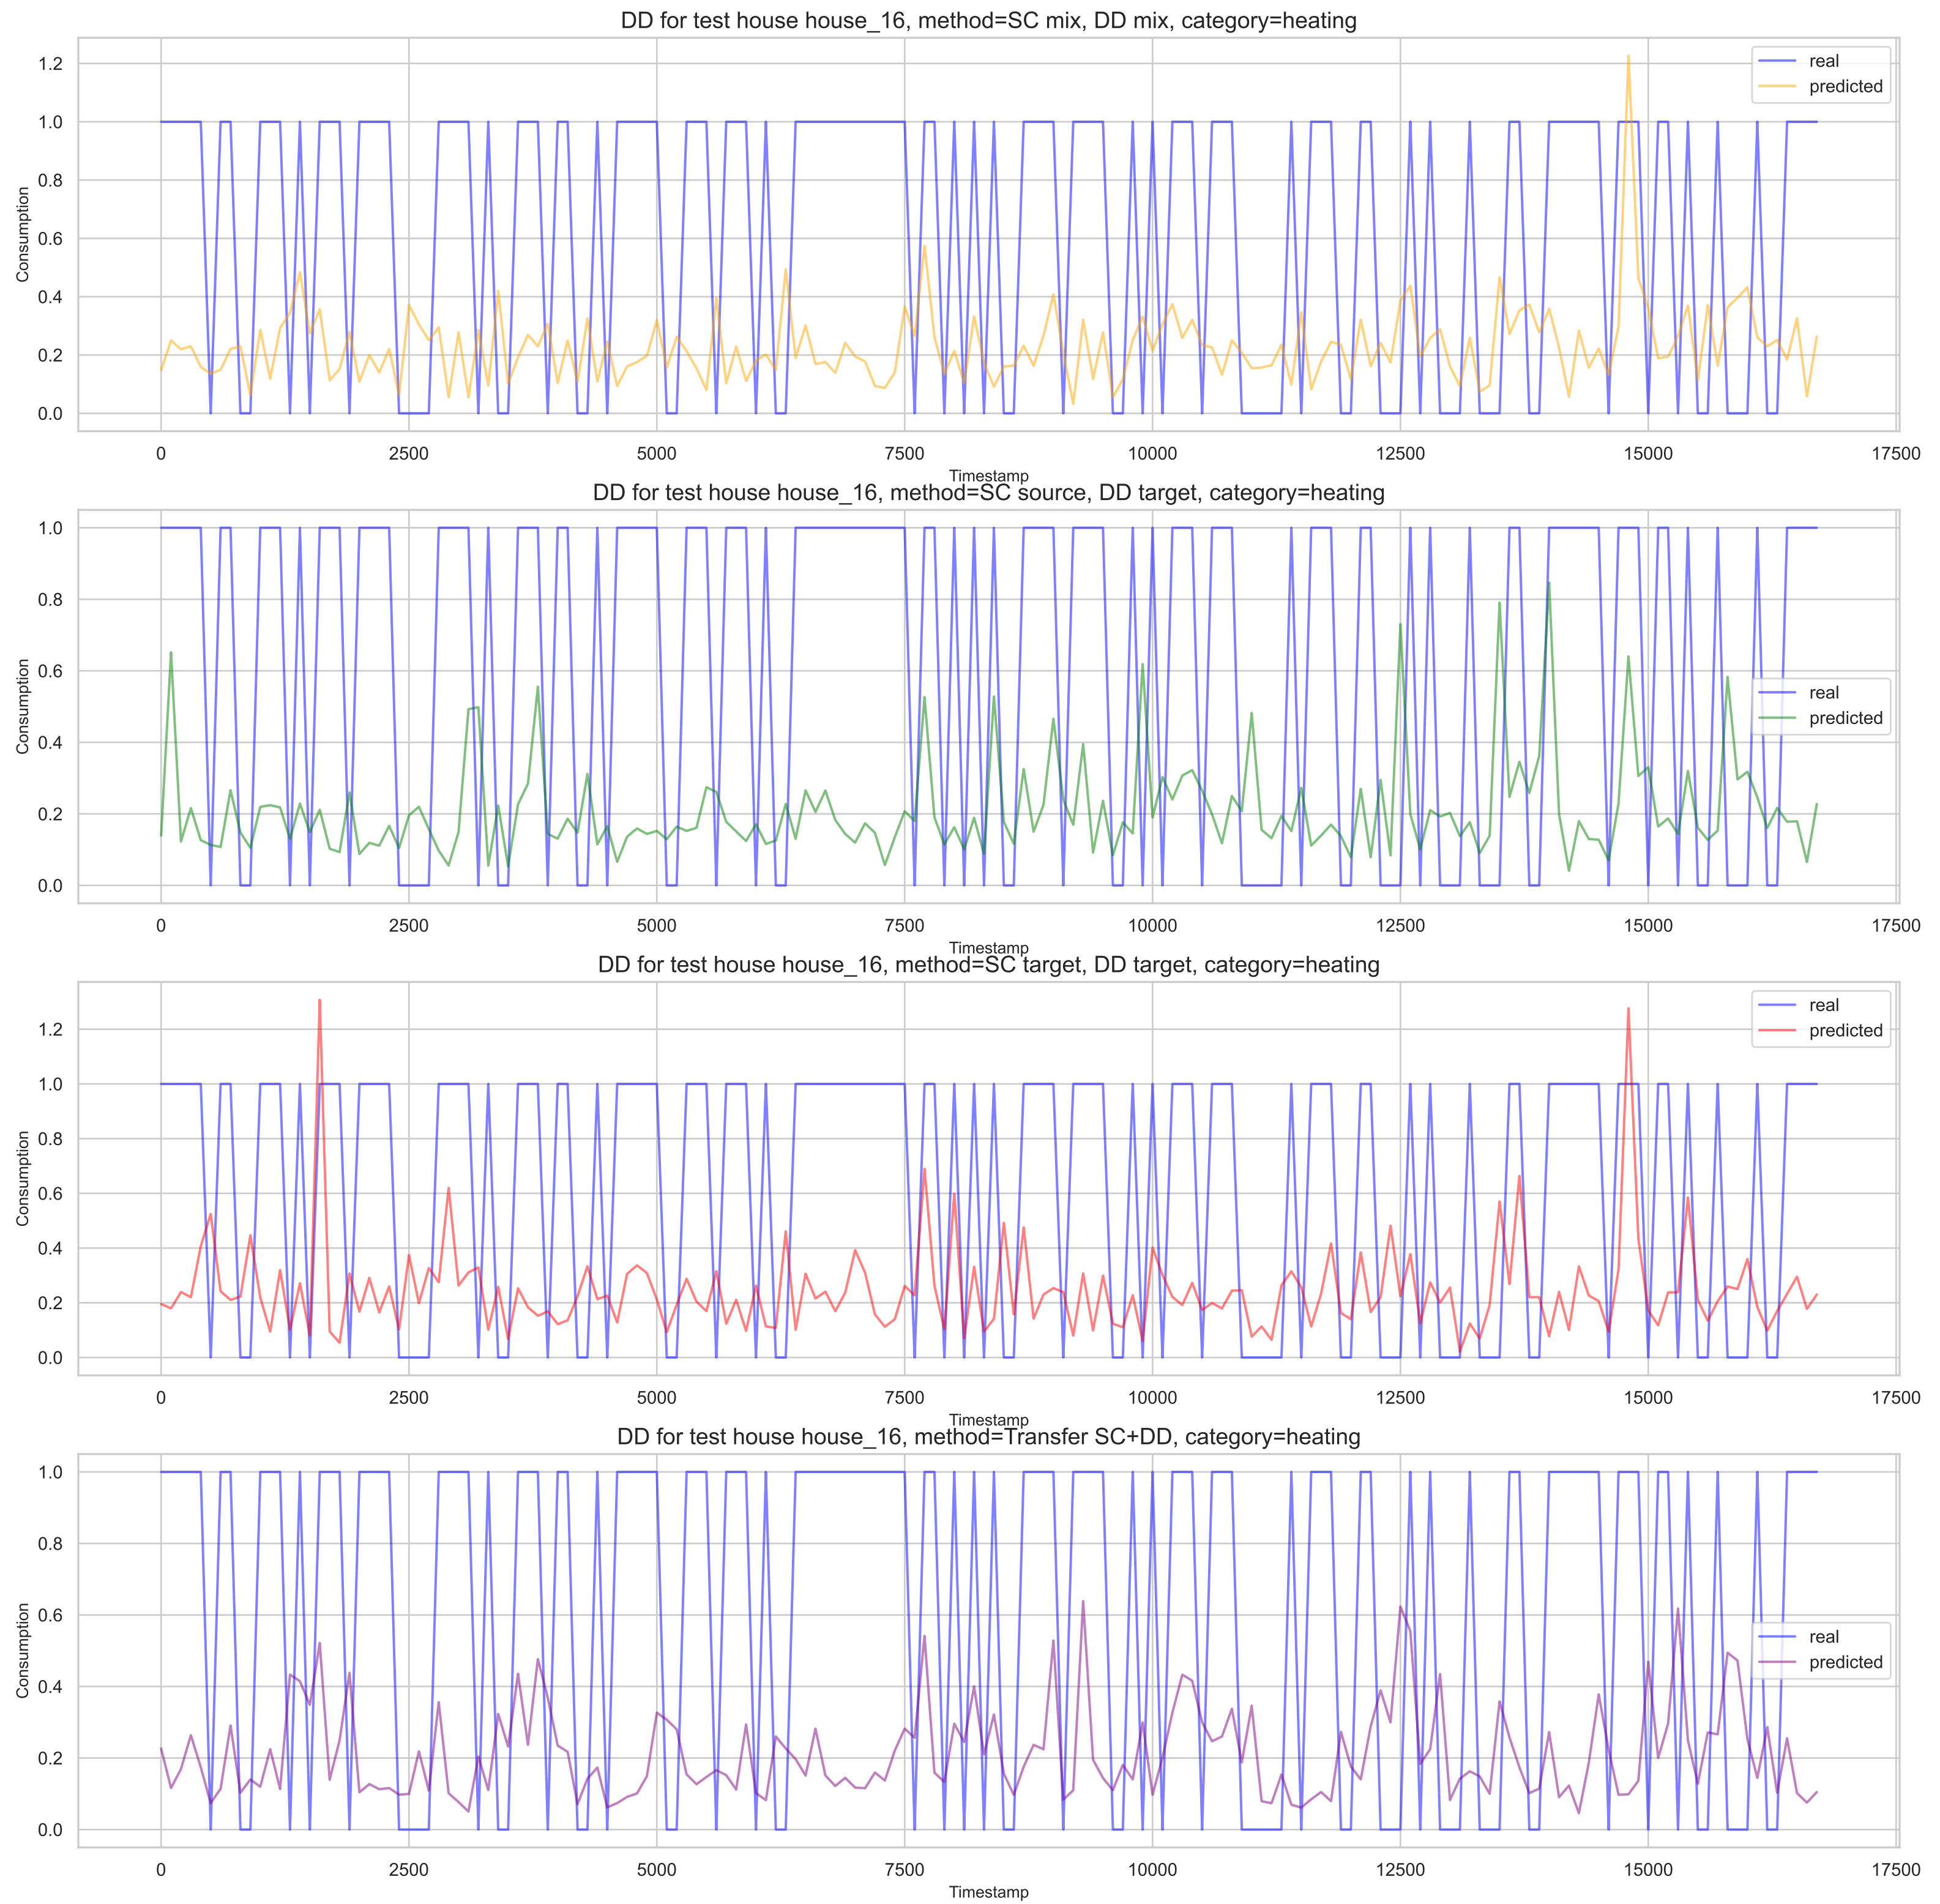 DD for test house house_16, method=SC mix, DD mix, category=heating
real
predicted
Consumption
1.2
1.0
0.8
0.6
0.4
0.2
0.0
0 2500 5000 7500 10000 12500 15000 17500
Timestamp
DD for test house house_16, method=SC source, DD target, category=heating
real
predicted
Consumption
1.0
0.8
0.6
0.4
0.2
0.0
0 2500 5000 7500 10000 12500 15000 17500
Timestamp
DD for test house house_16, method=SC target, DD target, category=heating
real
predicted
Consumption
1.2
1.0
0.8
0.6
0.4
0.2
0.0
0 2500 5000 7500 10000 12500 15000 17500
Timestamp
DD for test house house_16, method=Transfer SC+DD, category=heating
real
predicted
Consumption
1.0
0.8
0.6
0.4
0.2
0.0
0 2500 5000 7500 10000 12500 15000 17500
Timestamp